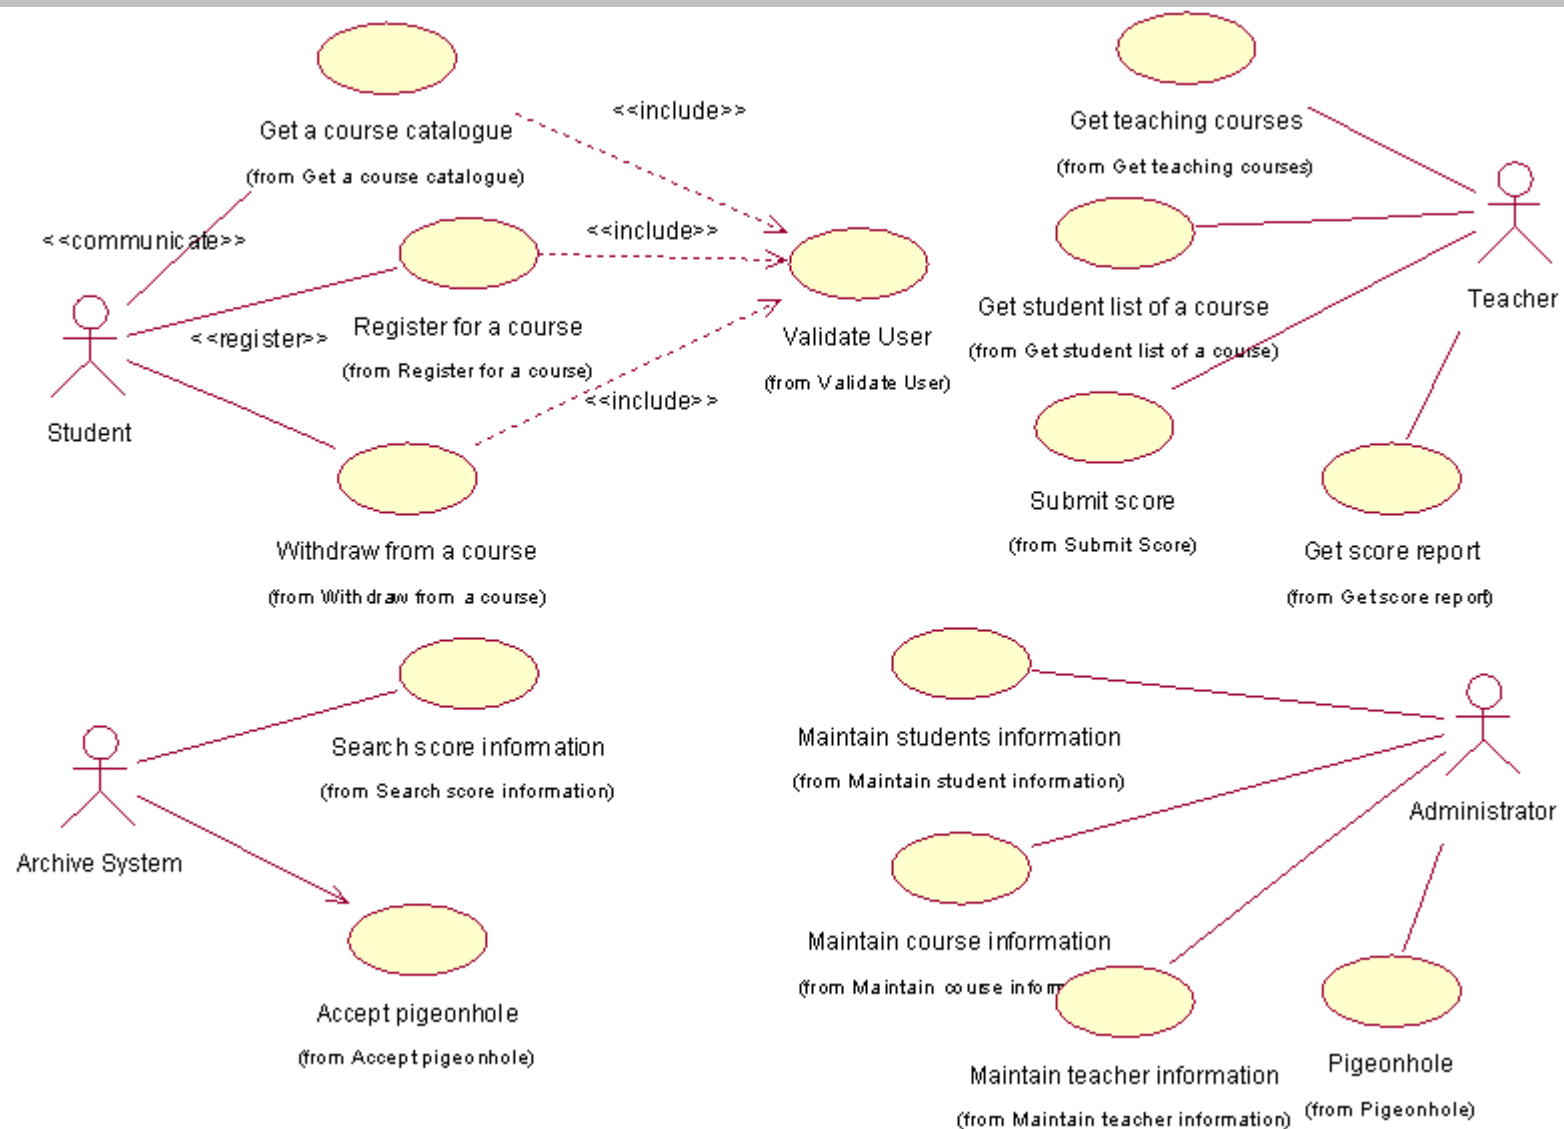 Get a course catalogue
(from Get a course catalogue)
<<include>>
<<communicate>>
Register for a course
(from Register for a course)
<<include>>
<<register>>
Student
Validate User
(from Validate User)
<<include>>
Withdraw from a course
(from Withdraw from a course)
Get teaching courses
(from Get teaching courses)
Teacher
Get student list of a course
(from Get student list of a course)
Submit score
(from Submit Score)
Get score report
(from Get score report)
Search score information
(from Search score information)
Archive System
Accept pigeonhole
(from Accept pigeonhole)
Maintain students information
(from Maintain student information)
Administrator
Maintain course information
(from Maintain course inform
Maintain teacher information
(from Maintain teacher information)
Pigeonhole
(from Pigeonhole)